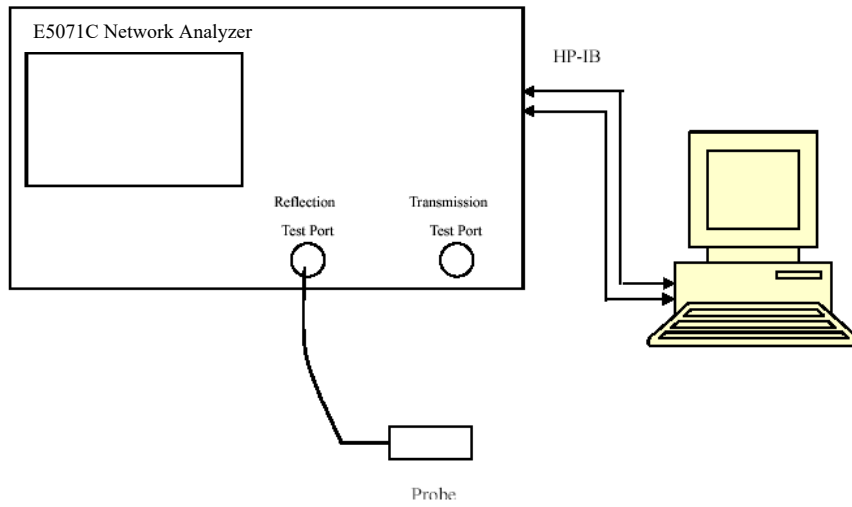 E5071C Network Analyzer
HP-IB
Reflection
Test Port
Transmission
Test Port
Probe